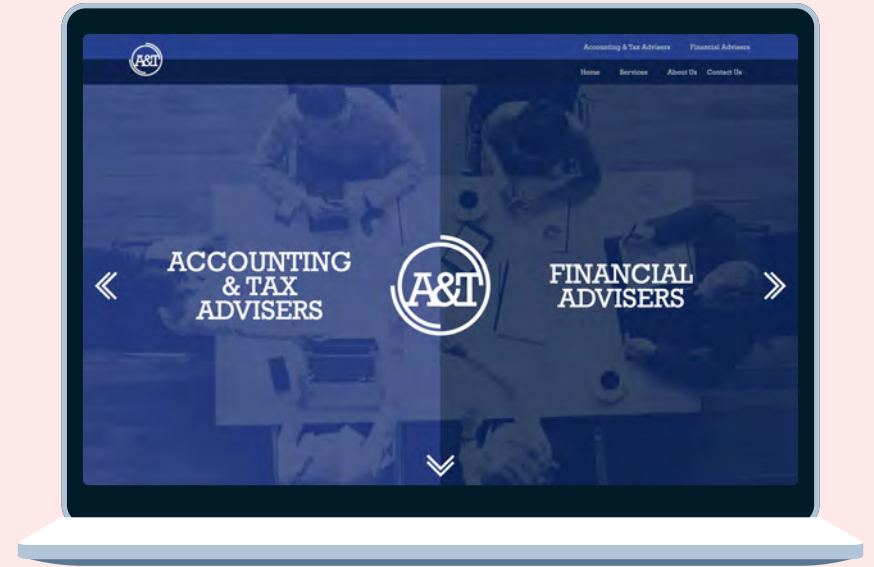 A&T
Accounting & Tax Advisers Financial Advisers
Home Services About Us Contact Us
ACCOUNTING
& TAX
ADVISERS
A&T
FINANCIAL
ADVISERS